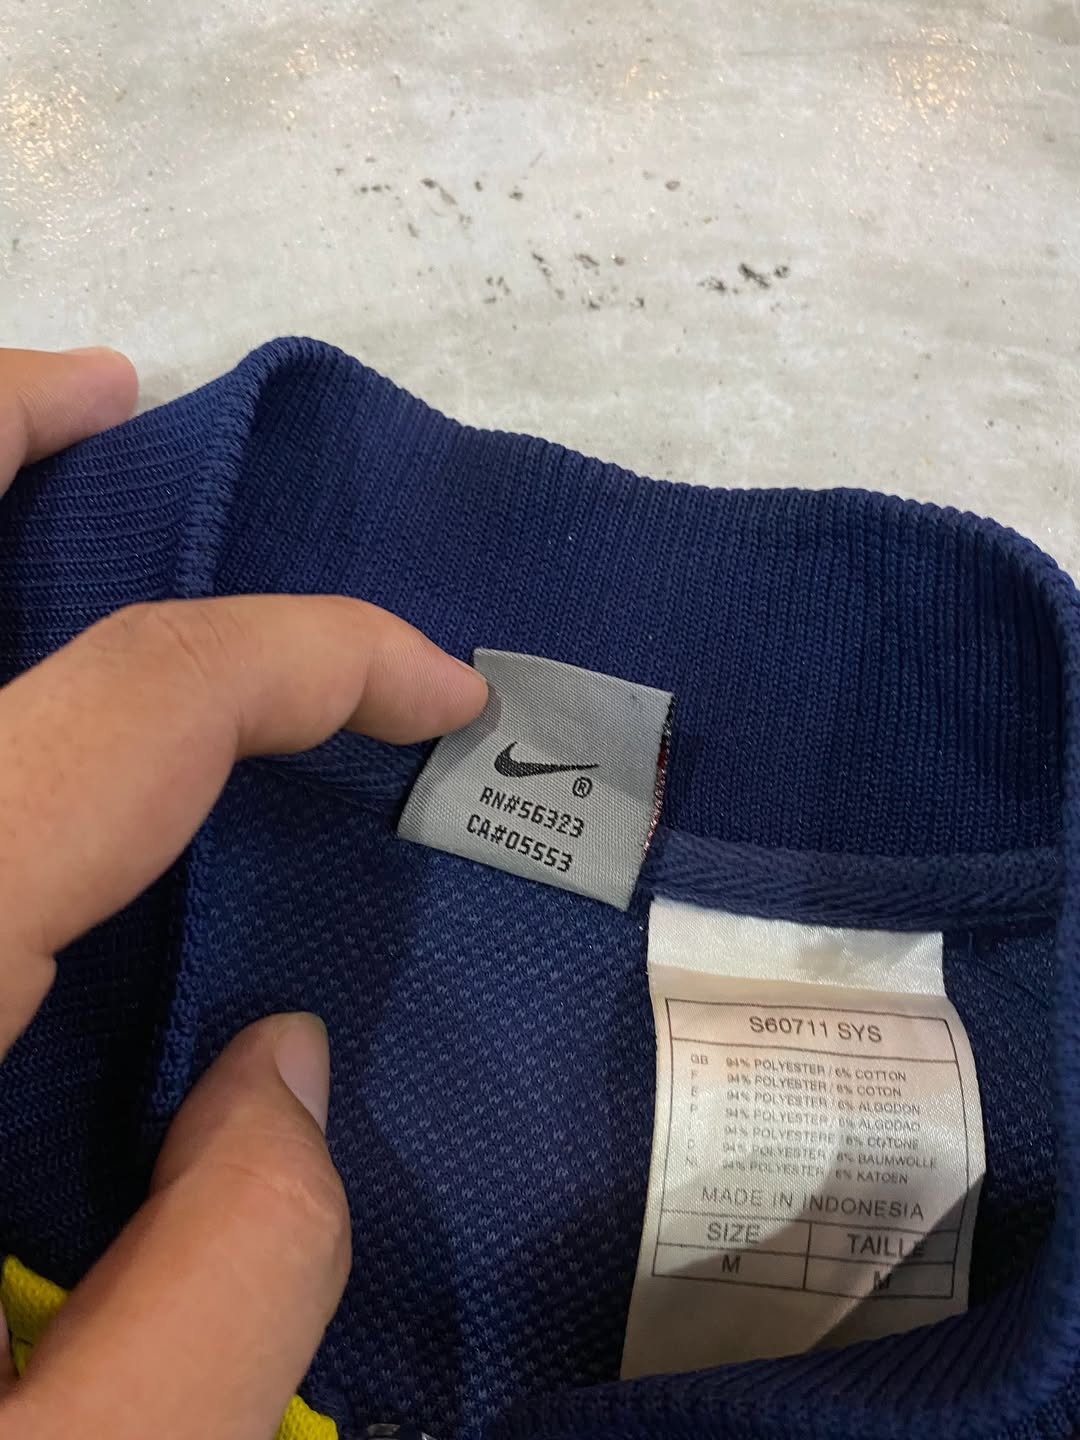 ®
RN#56323
CA#05553
S60711 SYS
GB 94% POLYESTER / 6% COTTON
F 94% POLYESTER / 6% COTON
E 94% POLYESTER / 6% ALGODON
P 94% POLYESTER / 6% ALGODAO
I 94% POLYESTERE / 6% COTONE
D 94% POLYESTER / 6% BAUMWOLLE
NL 94% POLYESTER / 6% KATOEN
MADE IN INDONESIA
SIZE TAILLE
M M